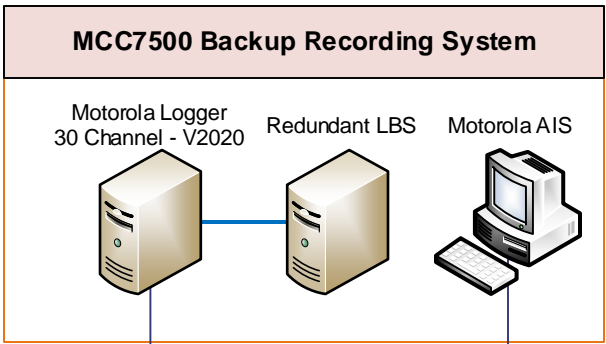 MCC7500 Backup Recording System
Motorola Logger
30 Channel - V2020
Redundant LBS
Motorola AIS